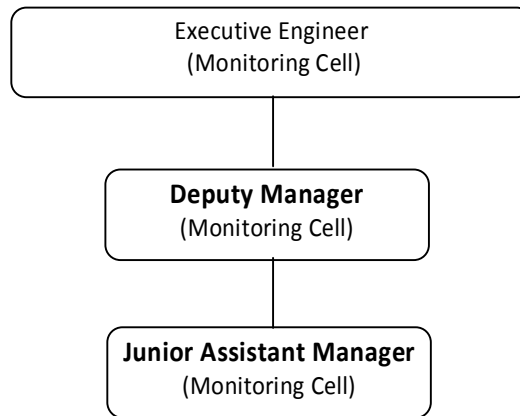 Executive Engineer
(Monitoring Cell)
Deputy Manager
(Monitoring Cell)
Junior Assistant Manager
(Monitoring Cell)